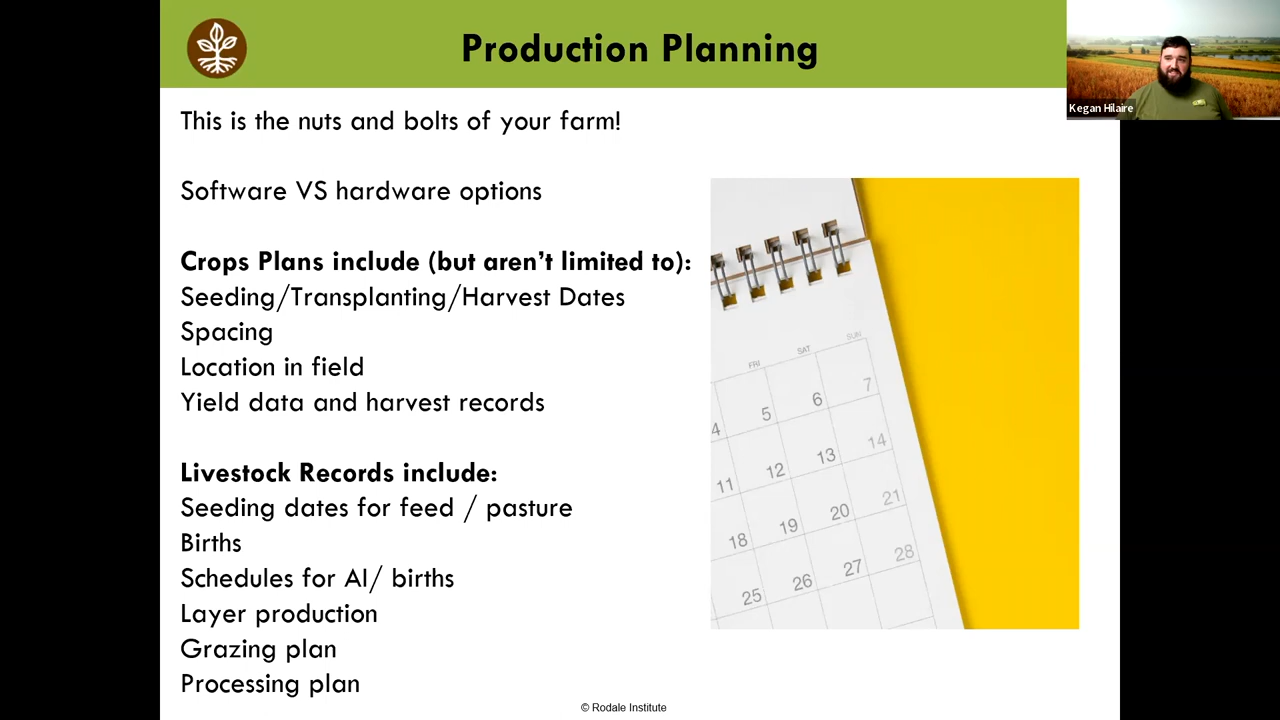 Production Planning
Kegan Hilaire
This is the nuts and bolts of your farm!
Software VS hardware options
Crops Plans include (but aren't limited to):
Seeding/Transplanting/Harvest Dates
Spacing
Location in field
Yield data and harvest records
Livestock Records include:
Seeding dates for feed / pasture
Births
Schedules for AI/ births
Layer production
Grazing plan
Processing plan
FRI SAT SUN
4 5 6 7
11 12 13 14
18 19 20 21
25 26 27 28
© Rodale Institute